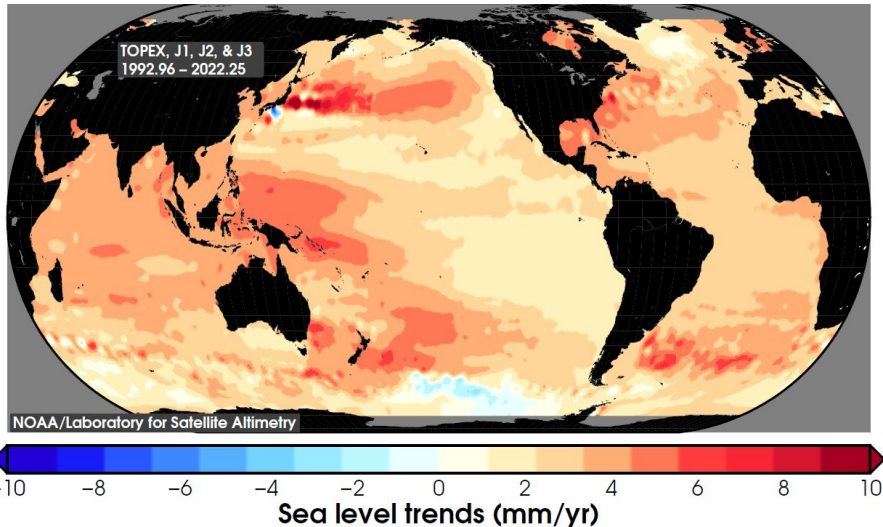 TOPEX, J1, J2, & J3
1992.96 – 2022.25
NOAA/Laboratory for Satellite Altimetry
-10 −8 −6 −4 −2 0 2 4 6 8 10
Sea level trends (mm/yr)